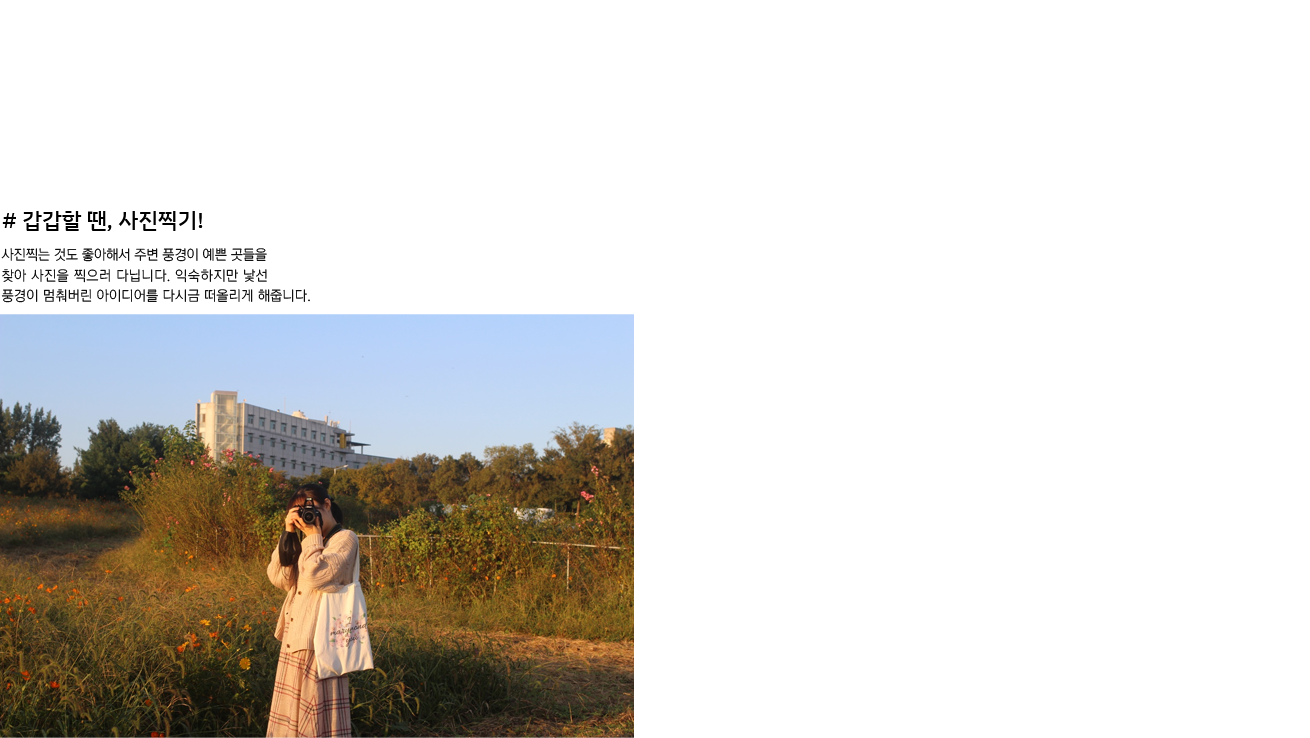 # 갑갑할 땐, 사진찍기!
사진찍는 것도 좋아해서 주변 풍경이 예쁜 곳들을
찾아 사진을 찍으러 다닙니다. 익숙하지만 낯선
풍경이 멈춰버린 아이디어를 다시금 떠올리게 해줍니다.